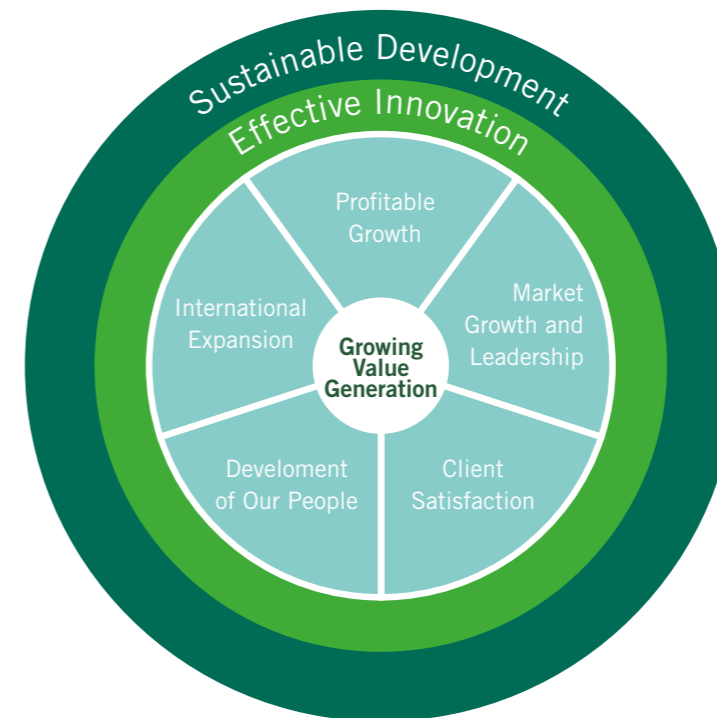 Sustainable Development
Effective Innovation
Profitable
Growth
International
Expansion
Market
Growth and
Leadership
Growing
Value
Generation
Develoment
of Our People
Client
Satisfaction